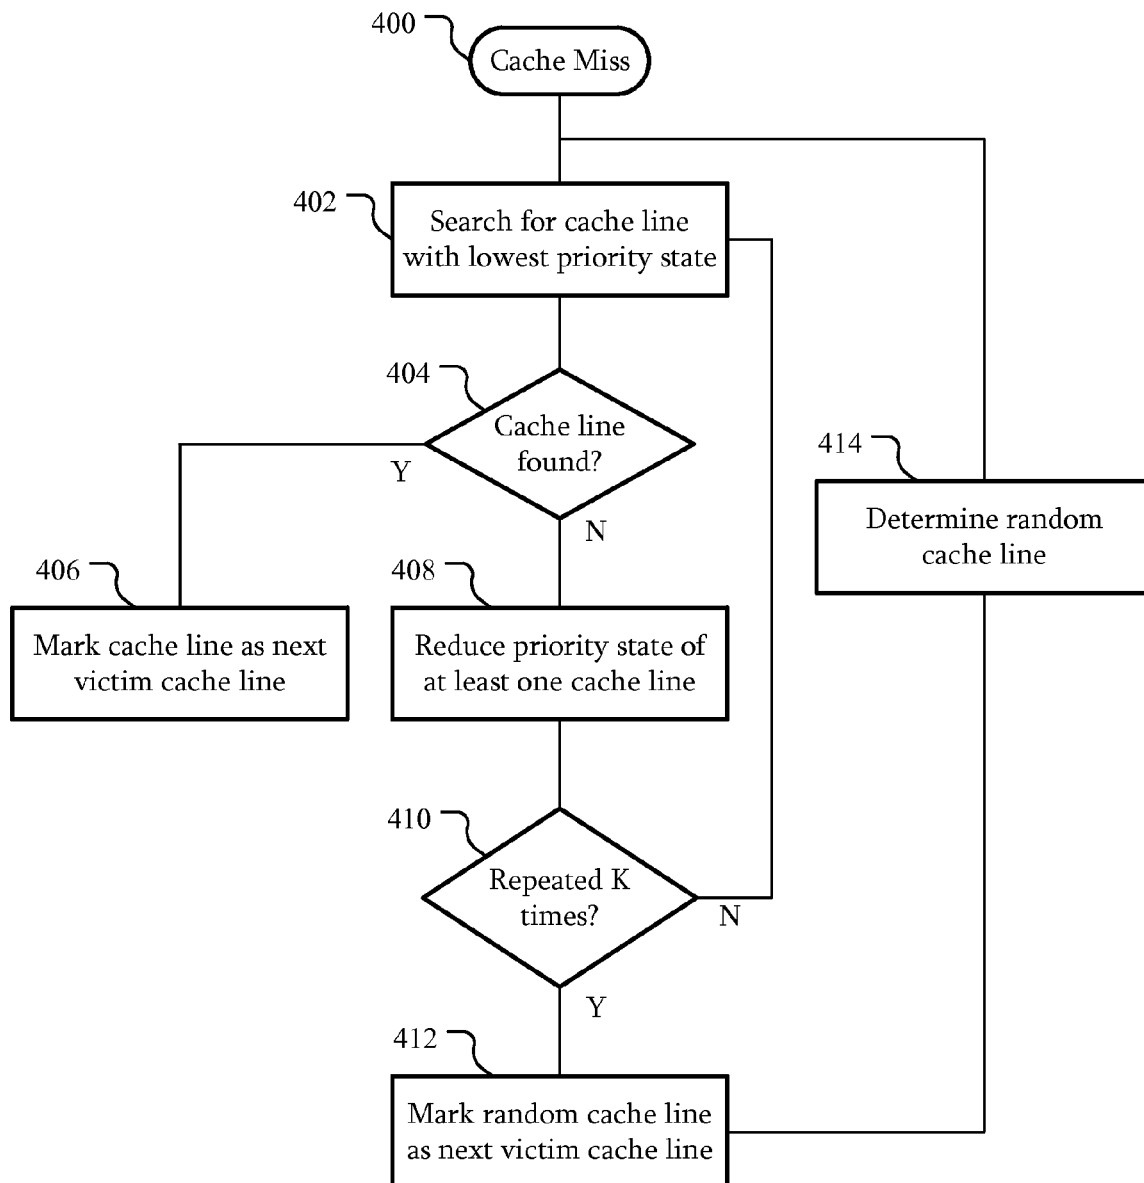 400
Cache Miss
402
Search for cache line
with lowest priority state
404
Cache line
found?
Y
N
414
Determine random
cache line
406
Mark cache line as next
victim cache line
408
Reduce priority state of
at least one cache line
410
Repeated K
times?
N
Y
412
Mark random cache line
as next victim cache line